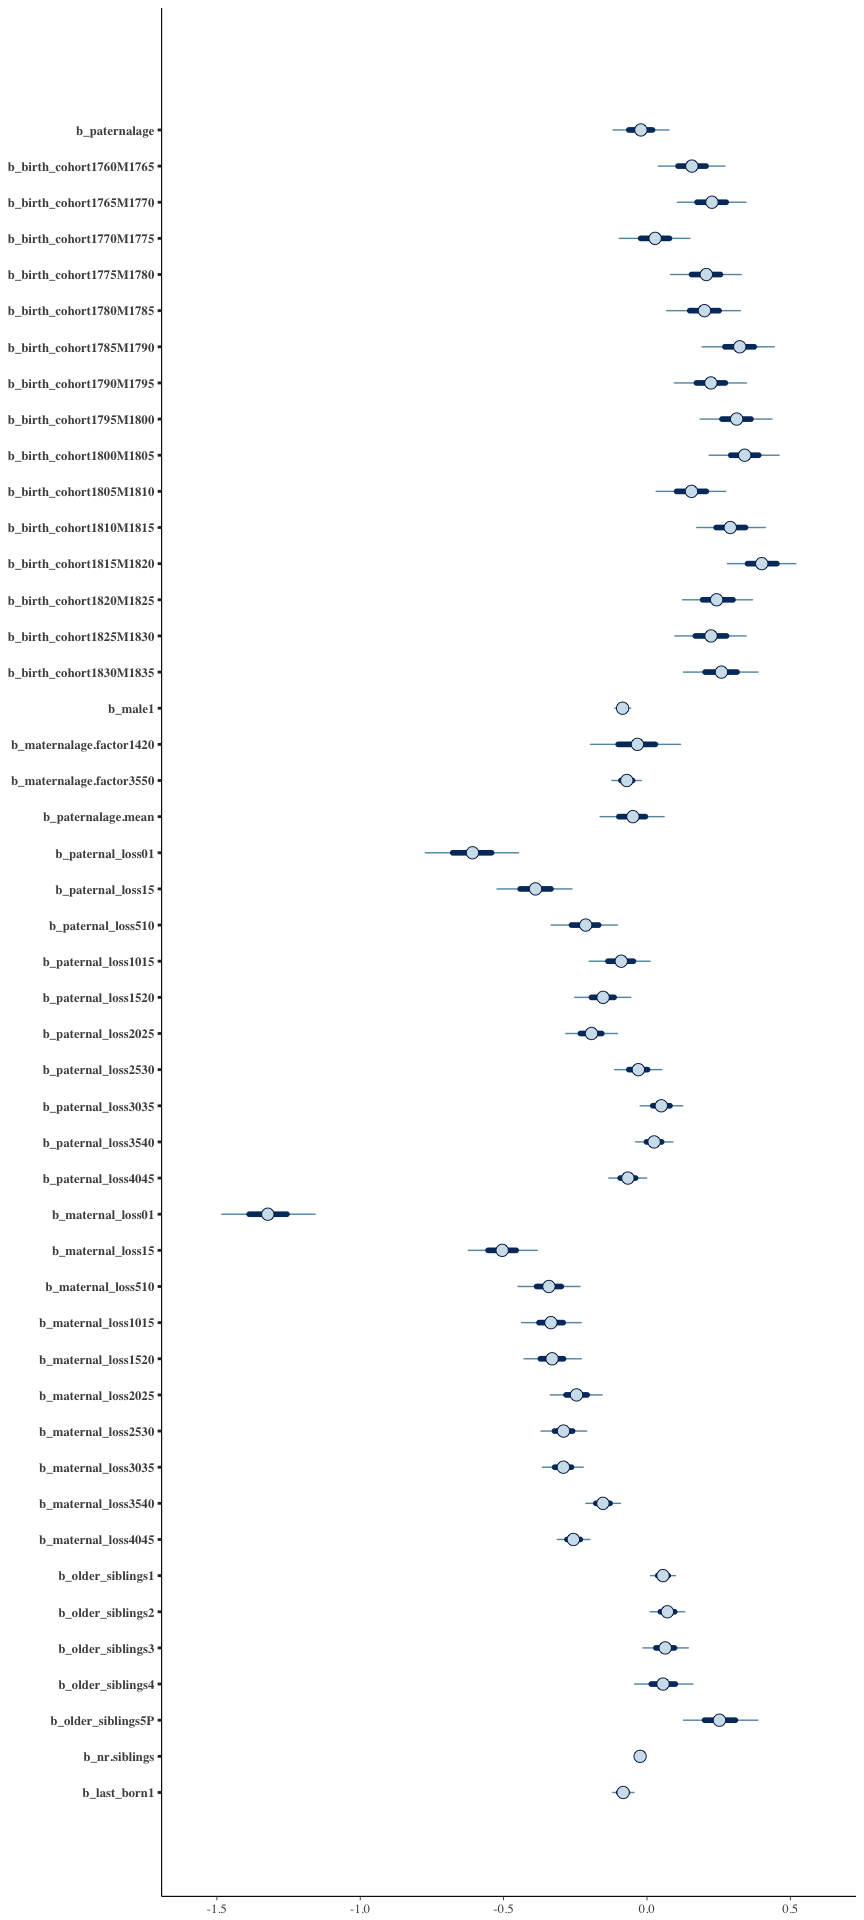 b_paternalage
b_birth_cohort1760M1765
b_birth_cohort1765M1770
b_birth_cohort1770M1775
b_birth_cohort1775M1780
b_birth_cohort1780M1785
b_birth_cohort1785M1790
b_birth_cohort1790M1795
b_birth_cohort1795M1800
b_birth_cohort1800M1805
b_birth_cohort1805M1810
b_birth_cohort1810M1815
b_birth_cohort1815M1820
b_birth_cohort1820M1825
b_birth_cohort1825M1830
b_birth_cohort1830M1835
b_male1
b_maternalage.factor1420
b_maternalage.factor3550
b_paternalage.mean
b_paternal_loss01
b_paternal_loss15
b_paternal_loss510
b_paternal_loss1015
b_paternal_loss1520
b_paternal_loss2025
b_paternal_loss2530
b_paternal_loss3035
b_paternal_loss3540
b_paternal_loss4045
b_maternal_loss01
b_maternal_loss15
b_maternal_loss510
b_maternal_loss1015
b_maternal_loss1520
b_maternal_loss2025
b_maternal_loss2530
b_maternal_loss3035
b_maternal_loss3540
b_maternal_loss4045
b_older_siblings1
b_older_siblings2
b_older_siblings3
b_older_siblings4
b_older_siblings5P
b_nr.siblings
b_last_born1
-1.5 -1.0 -0.5 0.0 0.5